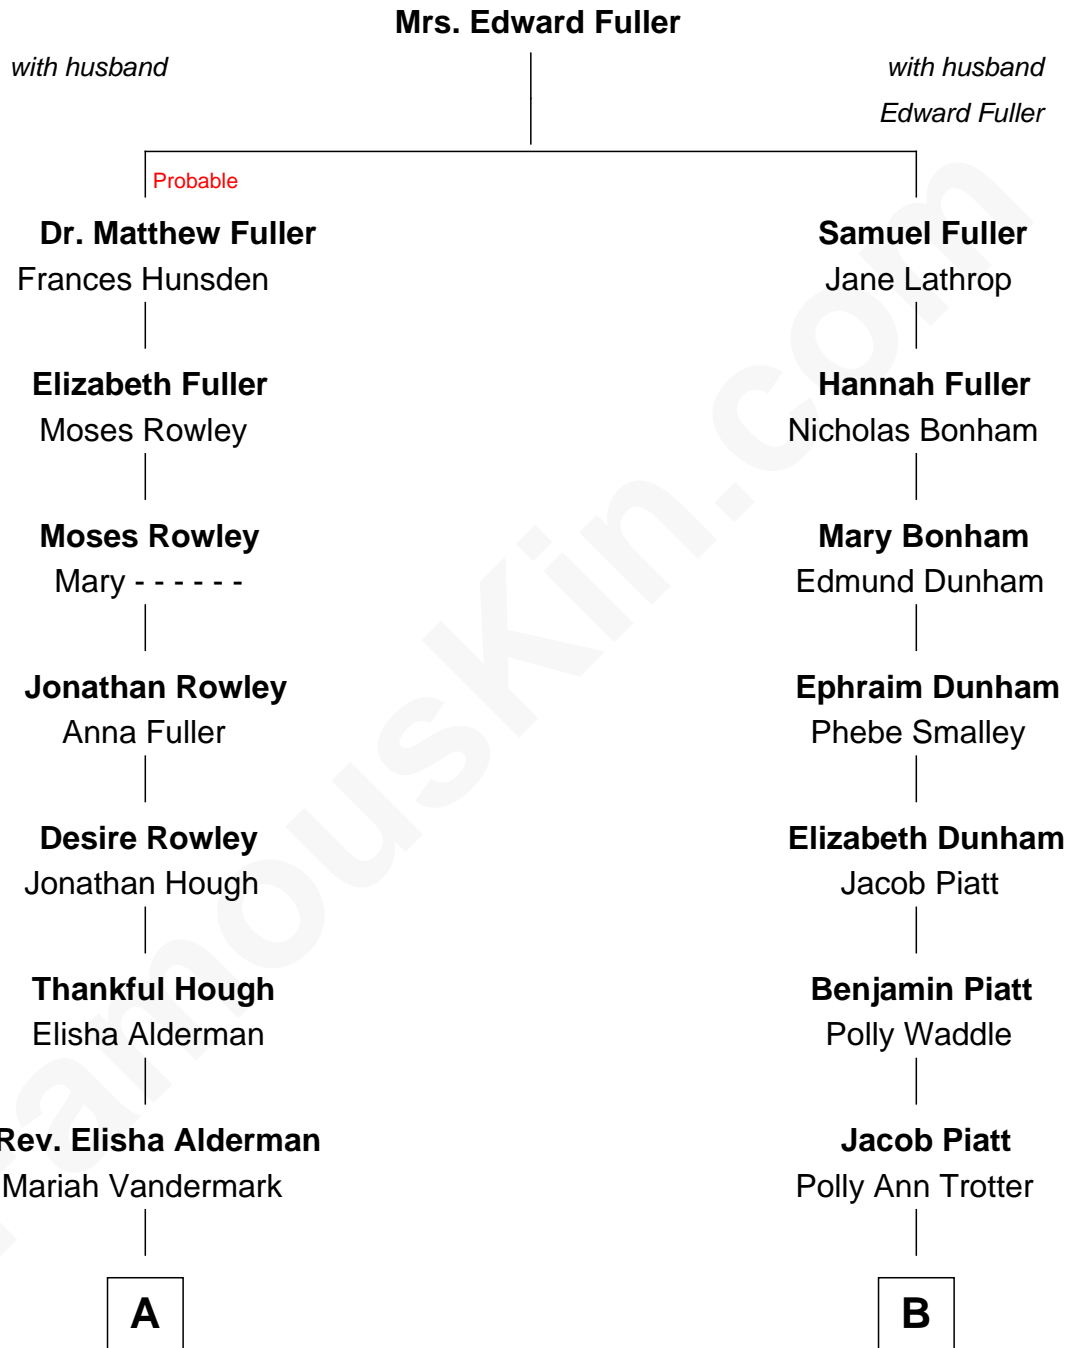 Mrs. Edward Fuller
with husband
with husband
Edward Fuller
Probable
Dr. Matthew Fuller
Frances Hunsden
Samuel Fuller
Jane Lathrop
Elizabeth Fuller
Moses Rowley
Hannah Fuller
Nicholas Bonham
Moses Rowley
Mary - - - - - -
Mary Bonham
Edmund Dunham
Jonathan Rowley
Anna Fuller
Ephraim Dunham
Phebe Smalley
Desire Rowley
Jonathan Hough
Elizabeth Dunham
Jacob Piatt
Thankful Hough
Elisha Alderman
Benjamin Piatt
Polly Waddle
Rev. Elisha Alderman
Mariah Vandermark
Jacob Piatt
Polly Ann Trotter
A
B
FamousKin.com